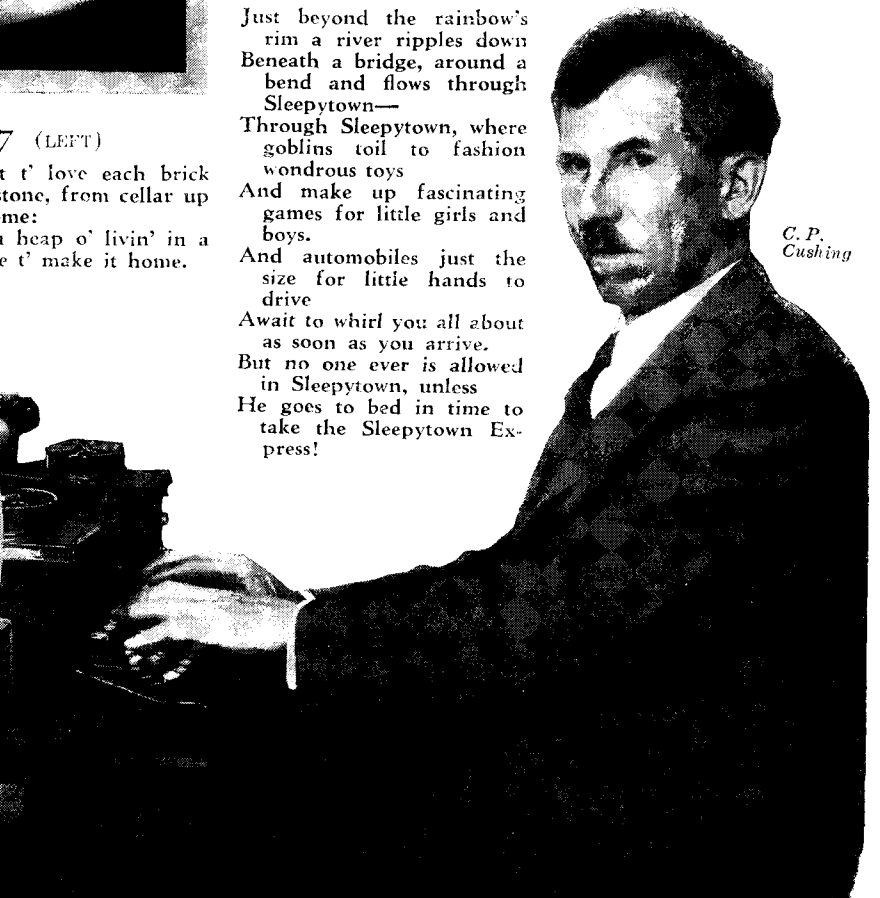 7 (LEFT)
t t' love each brick
stone, from cellar up
me:
a heap o' livin' in a
e t' make it home.
Just beyond the rainbow's
rim a river ripples down
Beneath a bridge, around a
bend and flows through
Sleepytown—
Through Sleepytown, where
goblins toil to fashion
wondrous toys
And make up fascinating
games for little girls and
boys.
And automobiles just the
size for little hands to
drive
Await to whirl you all about
as soon as you arrive.
But no one ever is allowed
in Sleepytown, unless
He goes to bed in time to
take the Sleepytown Ex-
press!
C. P.
Cushing